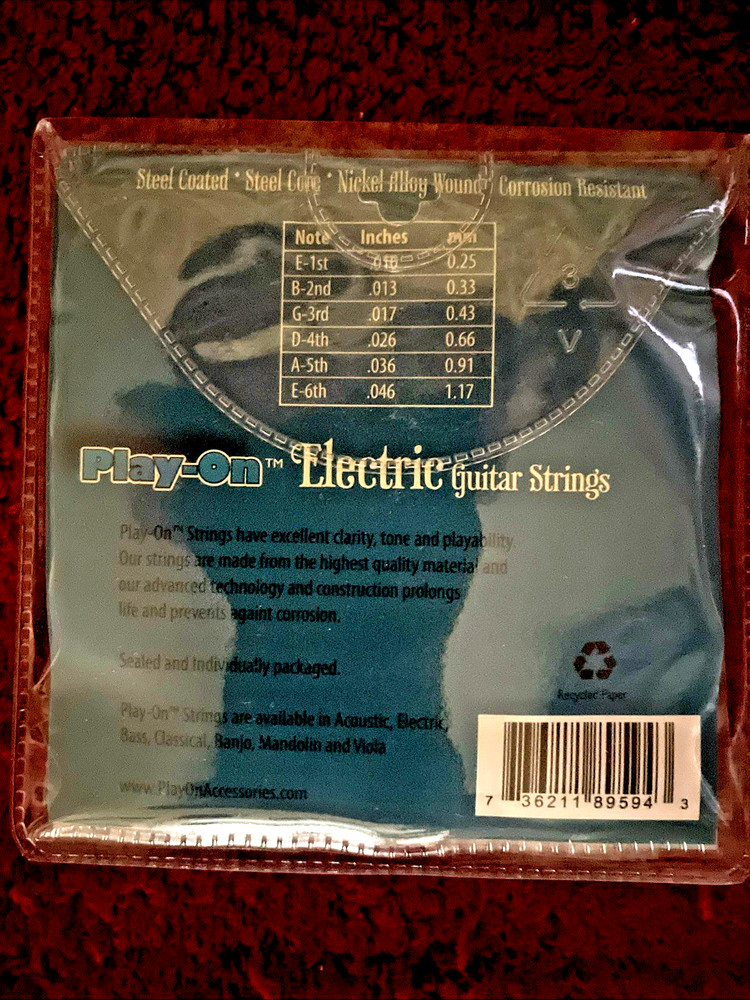 Steel Coated * Steel Core * Nickel Alloy Wound * Corrosion Resistant
Note Inches mm
E-1st .010 0.25
B-2nd .013 0.33
G-3rd .017 0.43
D-4th .026 0.66
A-5th .036 0.91
E-6th .046 1.17
3
V
Play-On™ Electric Guitar Strings
Play-On™ Strings have excellent clarity, tone and playability.
Our strings are made from the highest quality material and
our advanced technology and construction prolongs
life and prevents againt corrosion.
Sealed and Individually packaged.
Play-On™ Strings are available in Acoustic, Electric,
Bass, Classical, Banjo, Mandolin and Viola
www.PlayOnAccessories.com
Recycled Paper
7 36211 89594 3